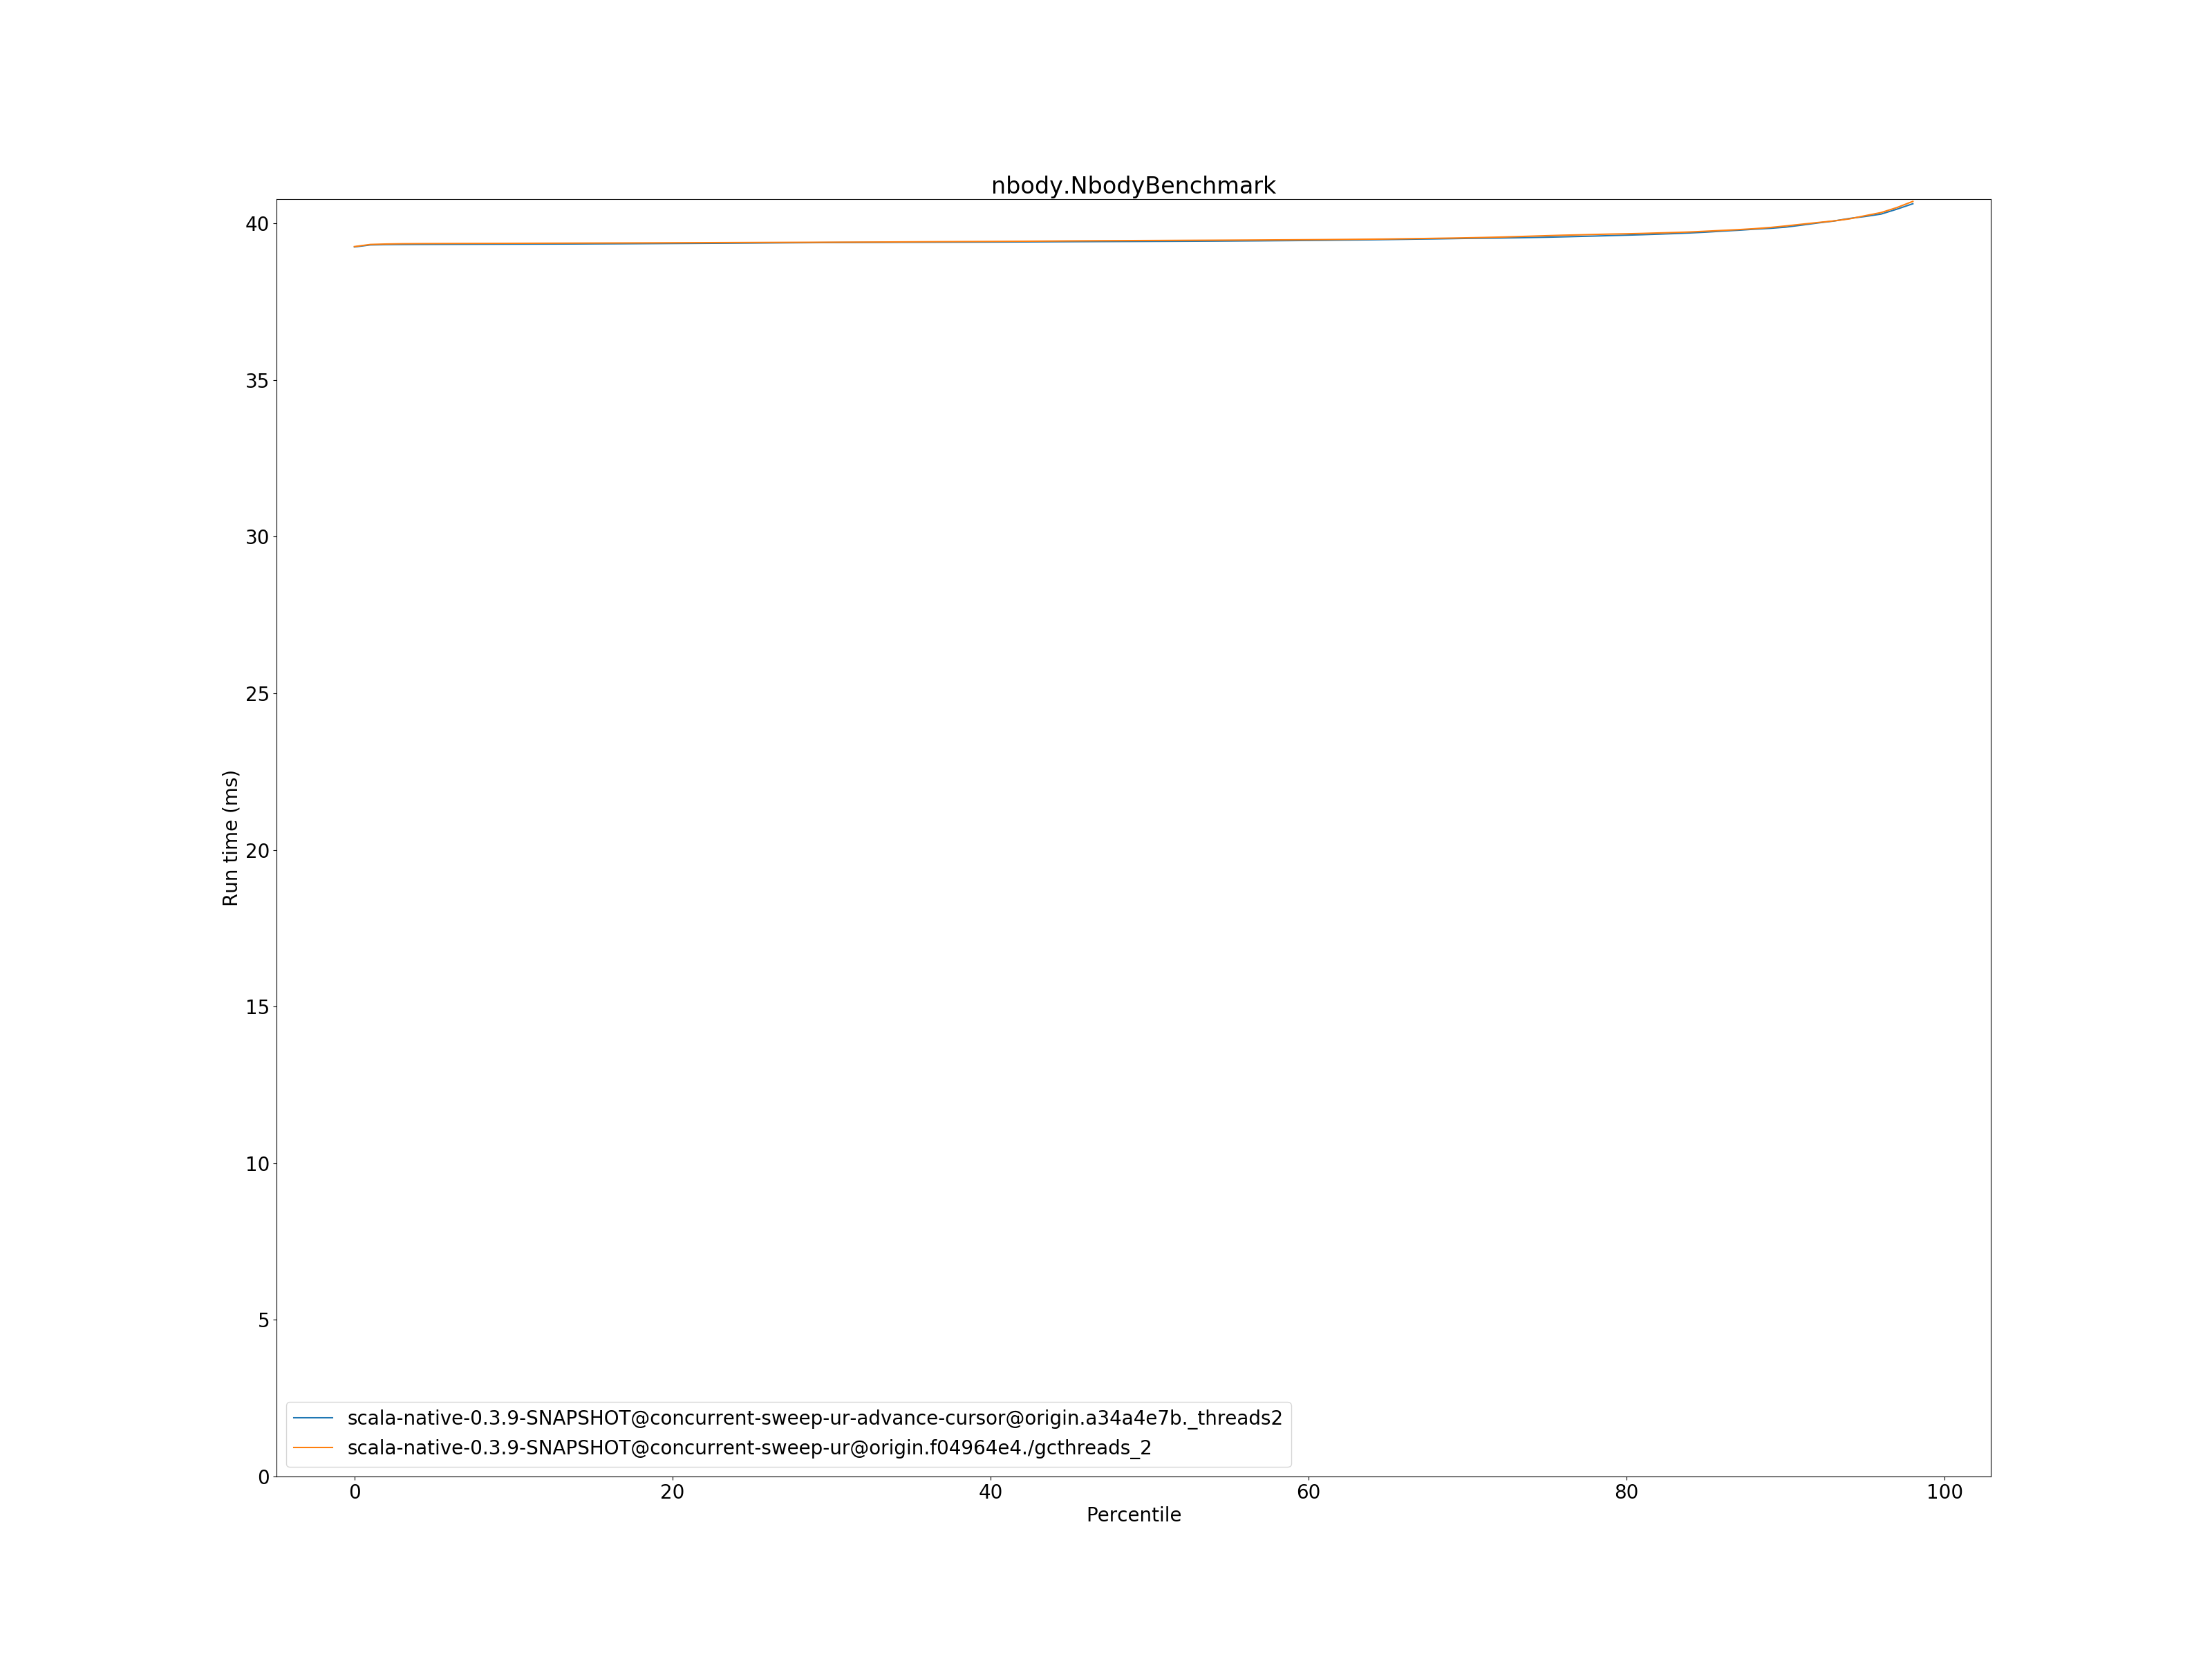 nbody.NbodyBenchmark
40
35
30
25
20
15
10
5
0
Run time (ms)
scala-native-0.3.9-SNAPSHOT@concurrent-sweep-ur-advance-cursor@origin.a34a4e7b._threads2
scala-native-0.3.9-SNAPSHOT@concurrent-sweep-ur@origin.f04964e4./gcthreads_2
0 20 40 60 80 100
Percentile